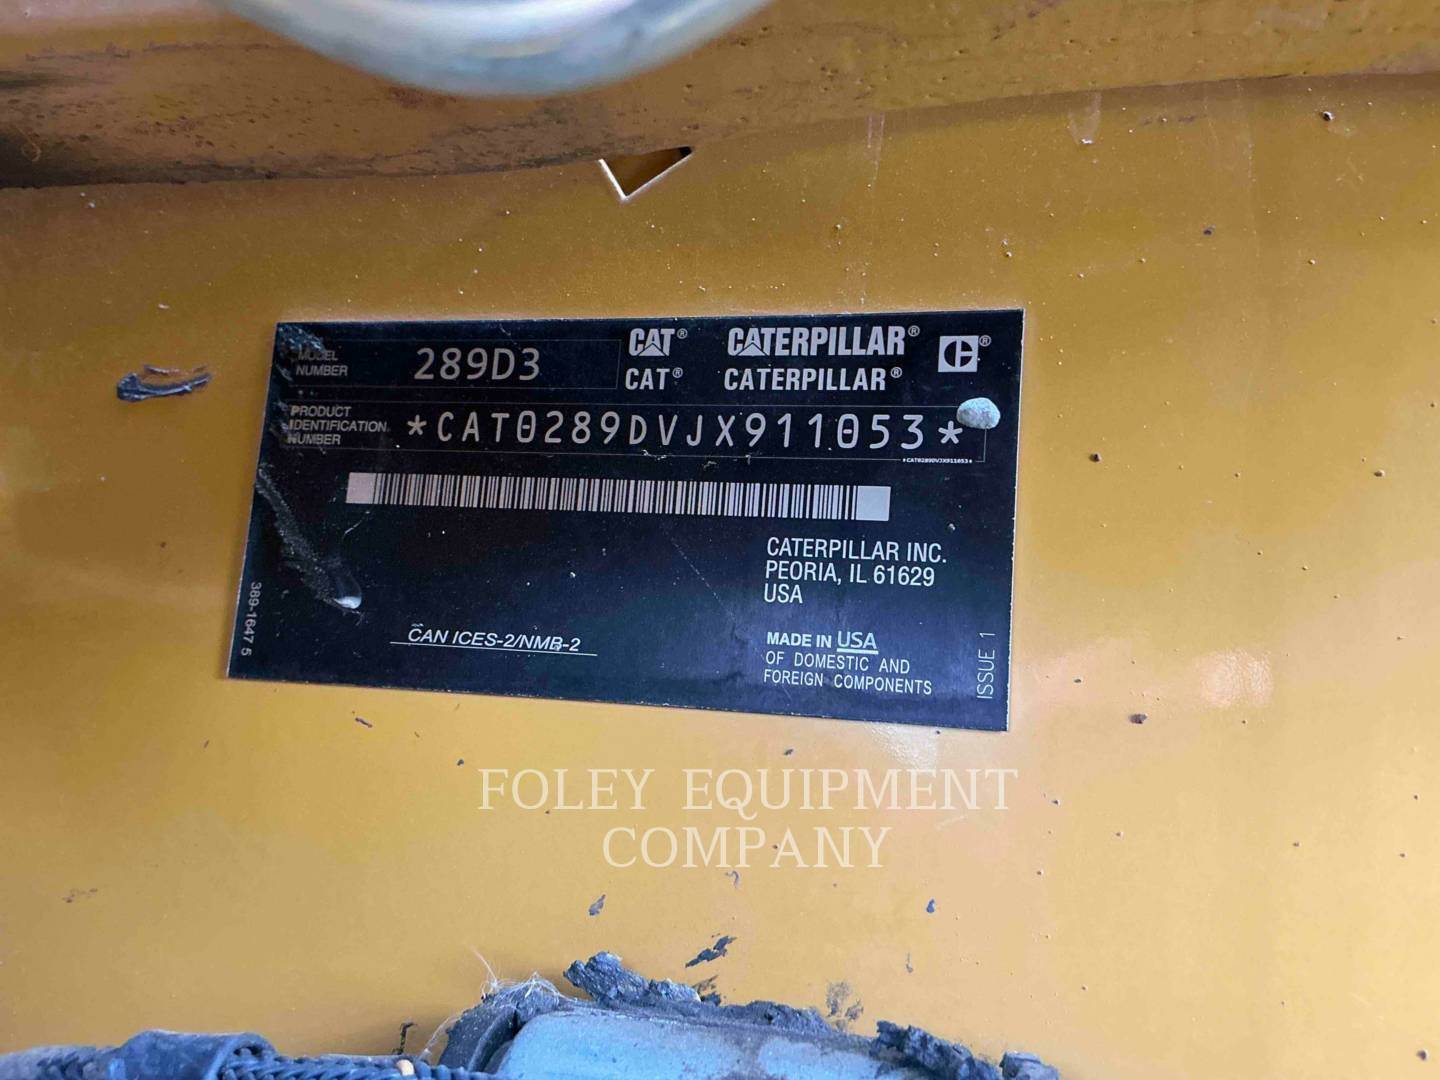 MODEL
NUMBER
289D3
CAT® CATERPILLAR®
CAT® CATERPILLAR®
C®
PRODUCT
IDENTIFICATION
NUMBER
*CAT0289DVJX911053*
*CAT0289DVJX911053*
CATERPILLAR INC.
PEORIA, IL 61629
USA
389-1647 5
CAN ICES-2/NMB-2
MADE IN USA
OF DOMESTIC AND
FOREIGN COMPONENTS
ISSUE 1
FOLEY EQUIPMENT
COMPANY